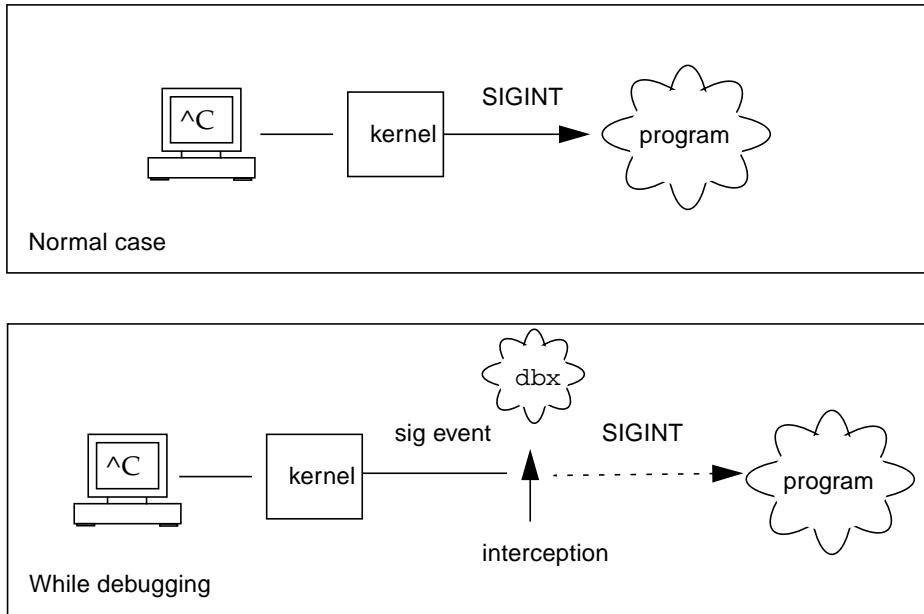 SIGINT
^C
kernel
program
Normal case
dbx
sig event
SIGINT
^C
kernel
program
interception
While debugging